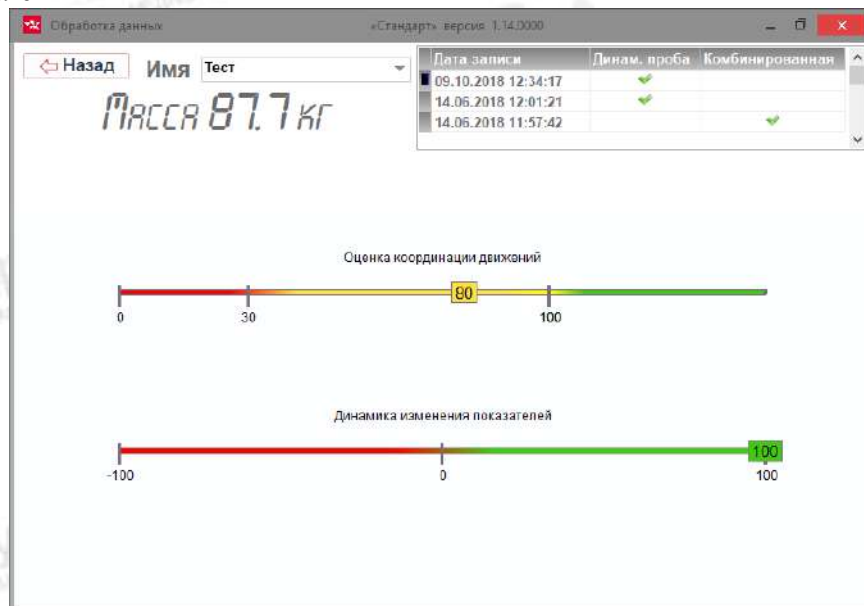 Обработка данных «Стандарт» версия 1.14.0000
Назад Имя Тест
Масса 87.7 кг
Дата записи Динам. проба Комбинированная
09.10.2018 12:34:17
14.06.2018 12:01:21
14.06.2018 11:57:42
Оценка координации движений
80
0 30 100
Динамика изменения показателей
100
-100 0 100